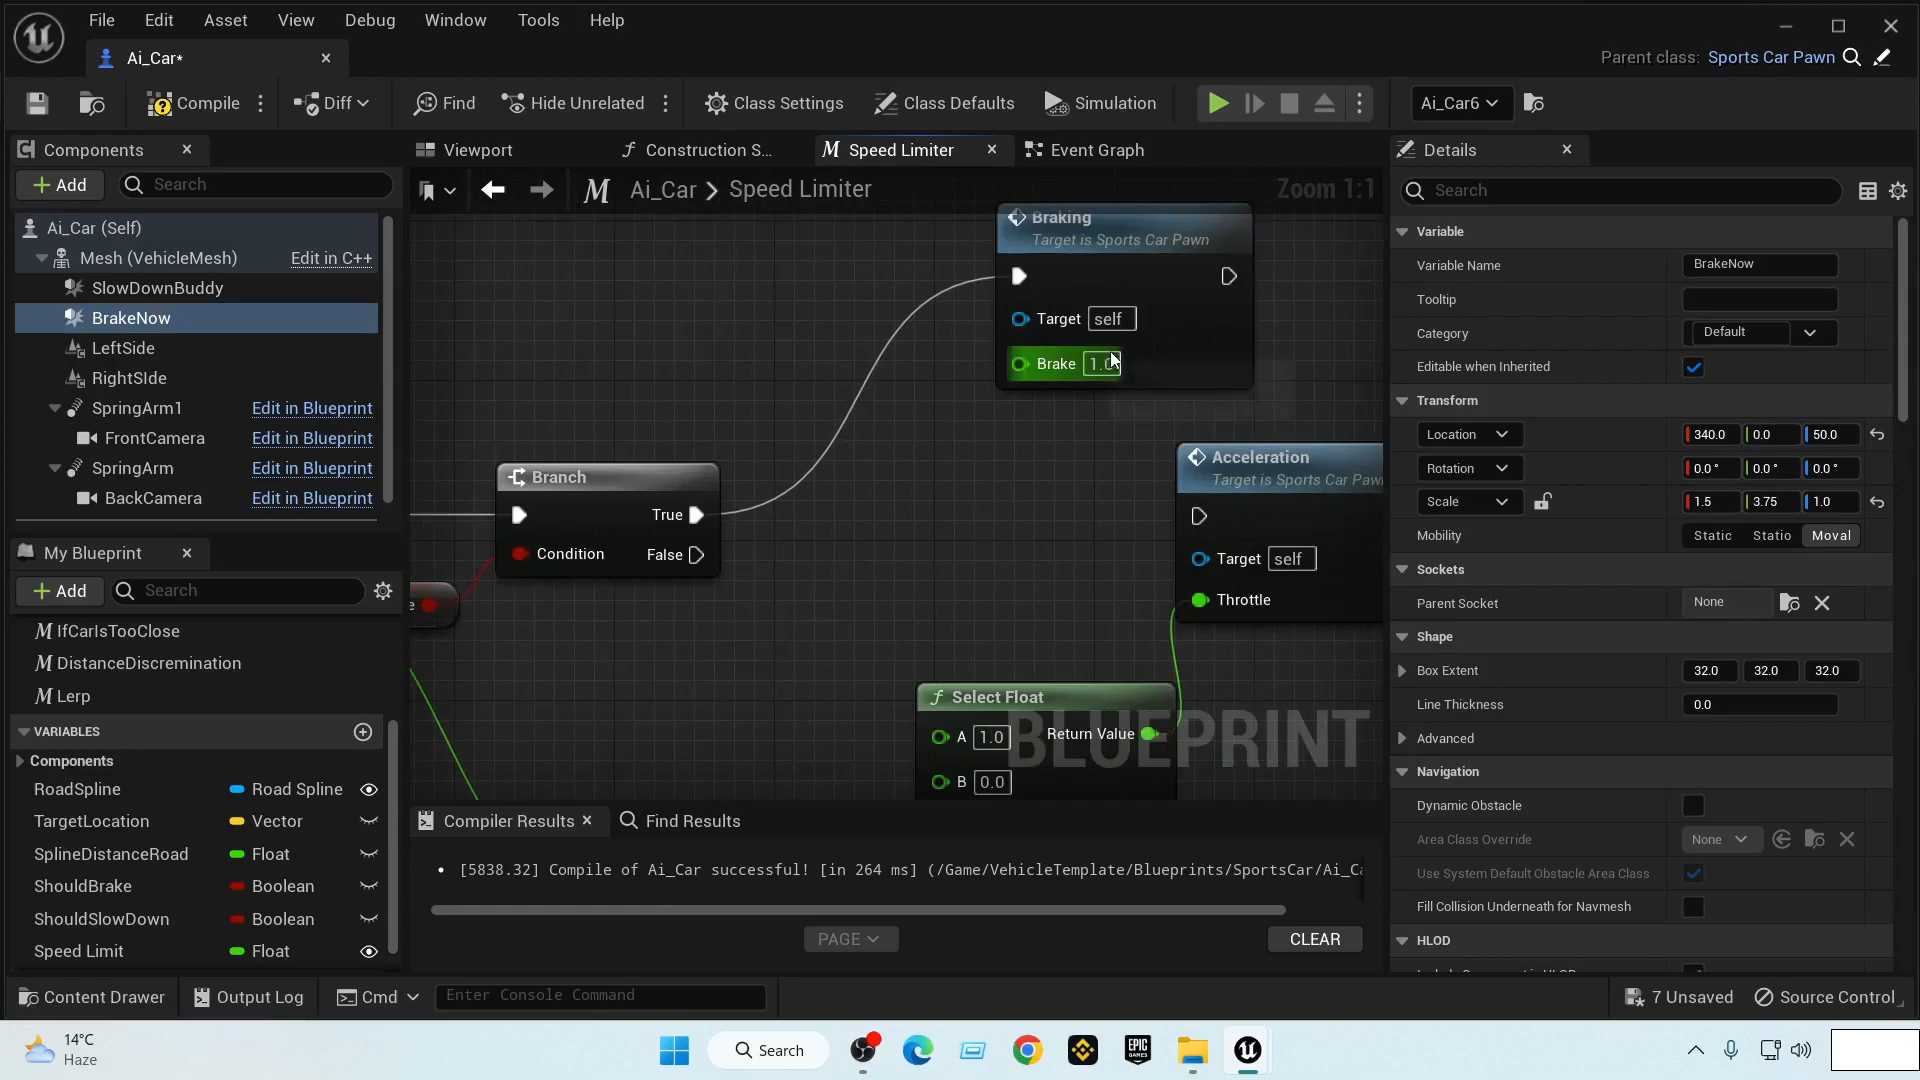 File Edit Asset View Debug Window Tools Help
Ai_Car*
Parent class: Sports Car Pawn
Compile Diff Find Hide Unrelated Class Settings Class Defaults Simulation Ai_Car6
Components
Add Search
Ai_Car (Self)
Mesh (VehicleMesh) Edit in C++
SlowDownBuddy
BrakeNow
LeftSide
RightSIde
SpringArm1 Edit in Blueprint
FrontCamera Edit in Blueprint
SpringArm Edit in Blueprint
BackCamera Edit in Blueprint
My Blueprint
Add Search
IfCarIsTooClose
DistanceDiscrimination
Lerp
VARIABLES
Components
RoadSpline Road Spline
TargetLocation Vector
SplineDistanceRoad Float
ShouldBrake Boolean
ShouldSlowDown Boolean
Speed Limit Float
Viewport Construction S... Speed Limiter Event Graph
Ai_Car > Speed Limiter Zoom 1:1
Braking
Target is Sports Car Pawn
Target self
Brake
Branch
True
Condition False
Acceleration
Target is Sports Car Paw
Target self
Throttle
Select Float
A 1.0 Return Value
B 0.0
BLUEPRINT
Compiler Results Find Results
[5838.32] Compile of Ai_Car successful! [in 264 ms] (/Game/VehicleTemplate/Blueprints/SportsCar/Ai_Ca
PAGE CLEAR
Details
Search
Variable
Variable Name BrakeNow
Tooltip
Category Default
Editable when Inherited
Transform
Location 340.0 0.0 50.0
Rotation 0.0° 0.0° 0.0°
Scale 1.5 3.75 1.0
Mobility Static Statio Moval
Sockets
Parent Socket None
Shape
Box Extent 32.0 32.0 32.0
Line Thickness 0.0
Advanced
Navigation
Dynamic Obstacle
Area Class Override None
Use System Default Obstacle Area Class
Fill Collision Underneath for Navmesh
HLOD
Content Drawer Output Log Cmd Enter Console Command 7 Unsaved Source Control
14°C
Haze
Search
EPIC
GAMES